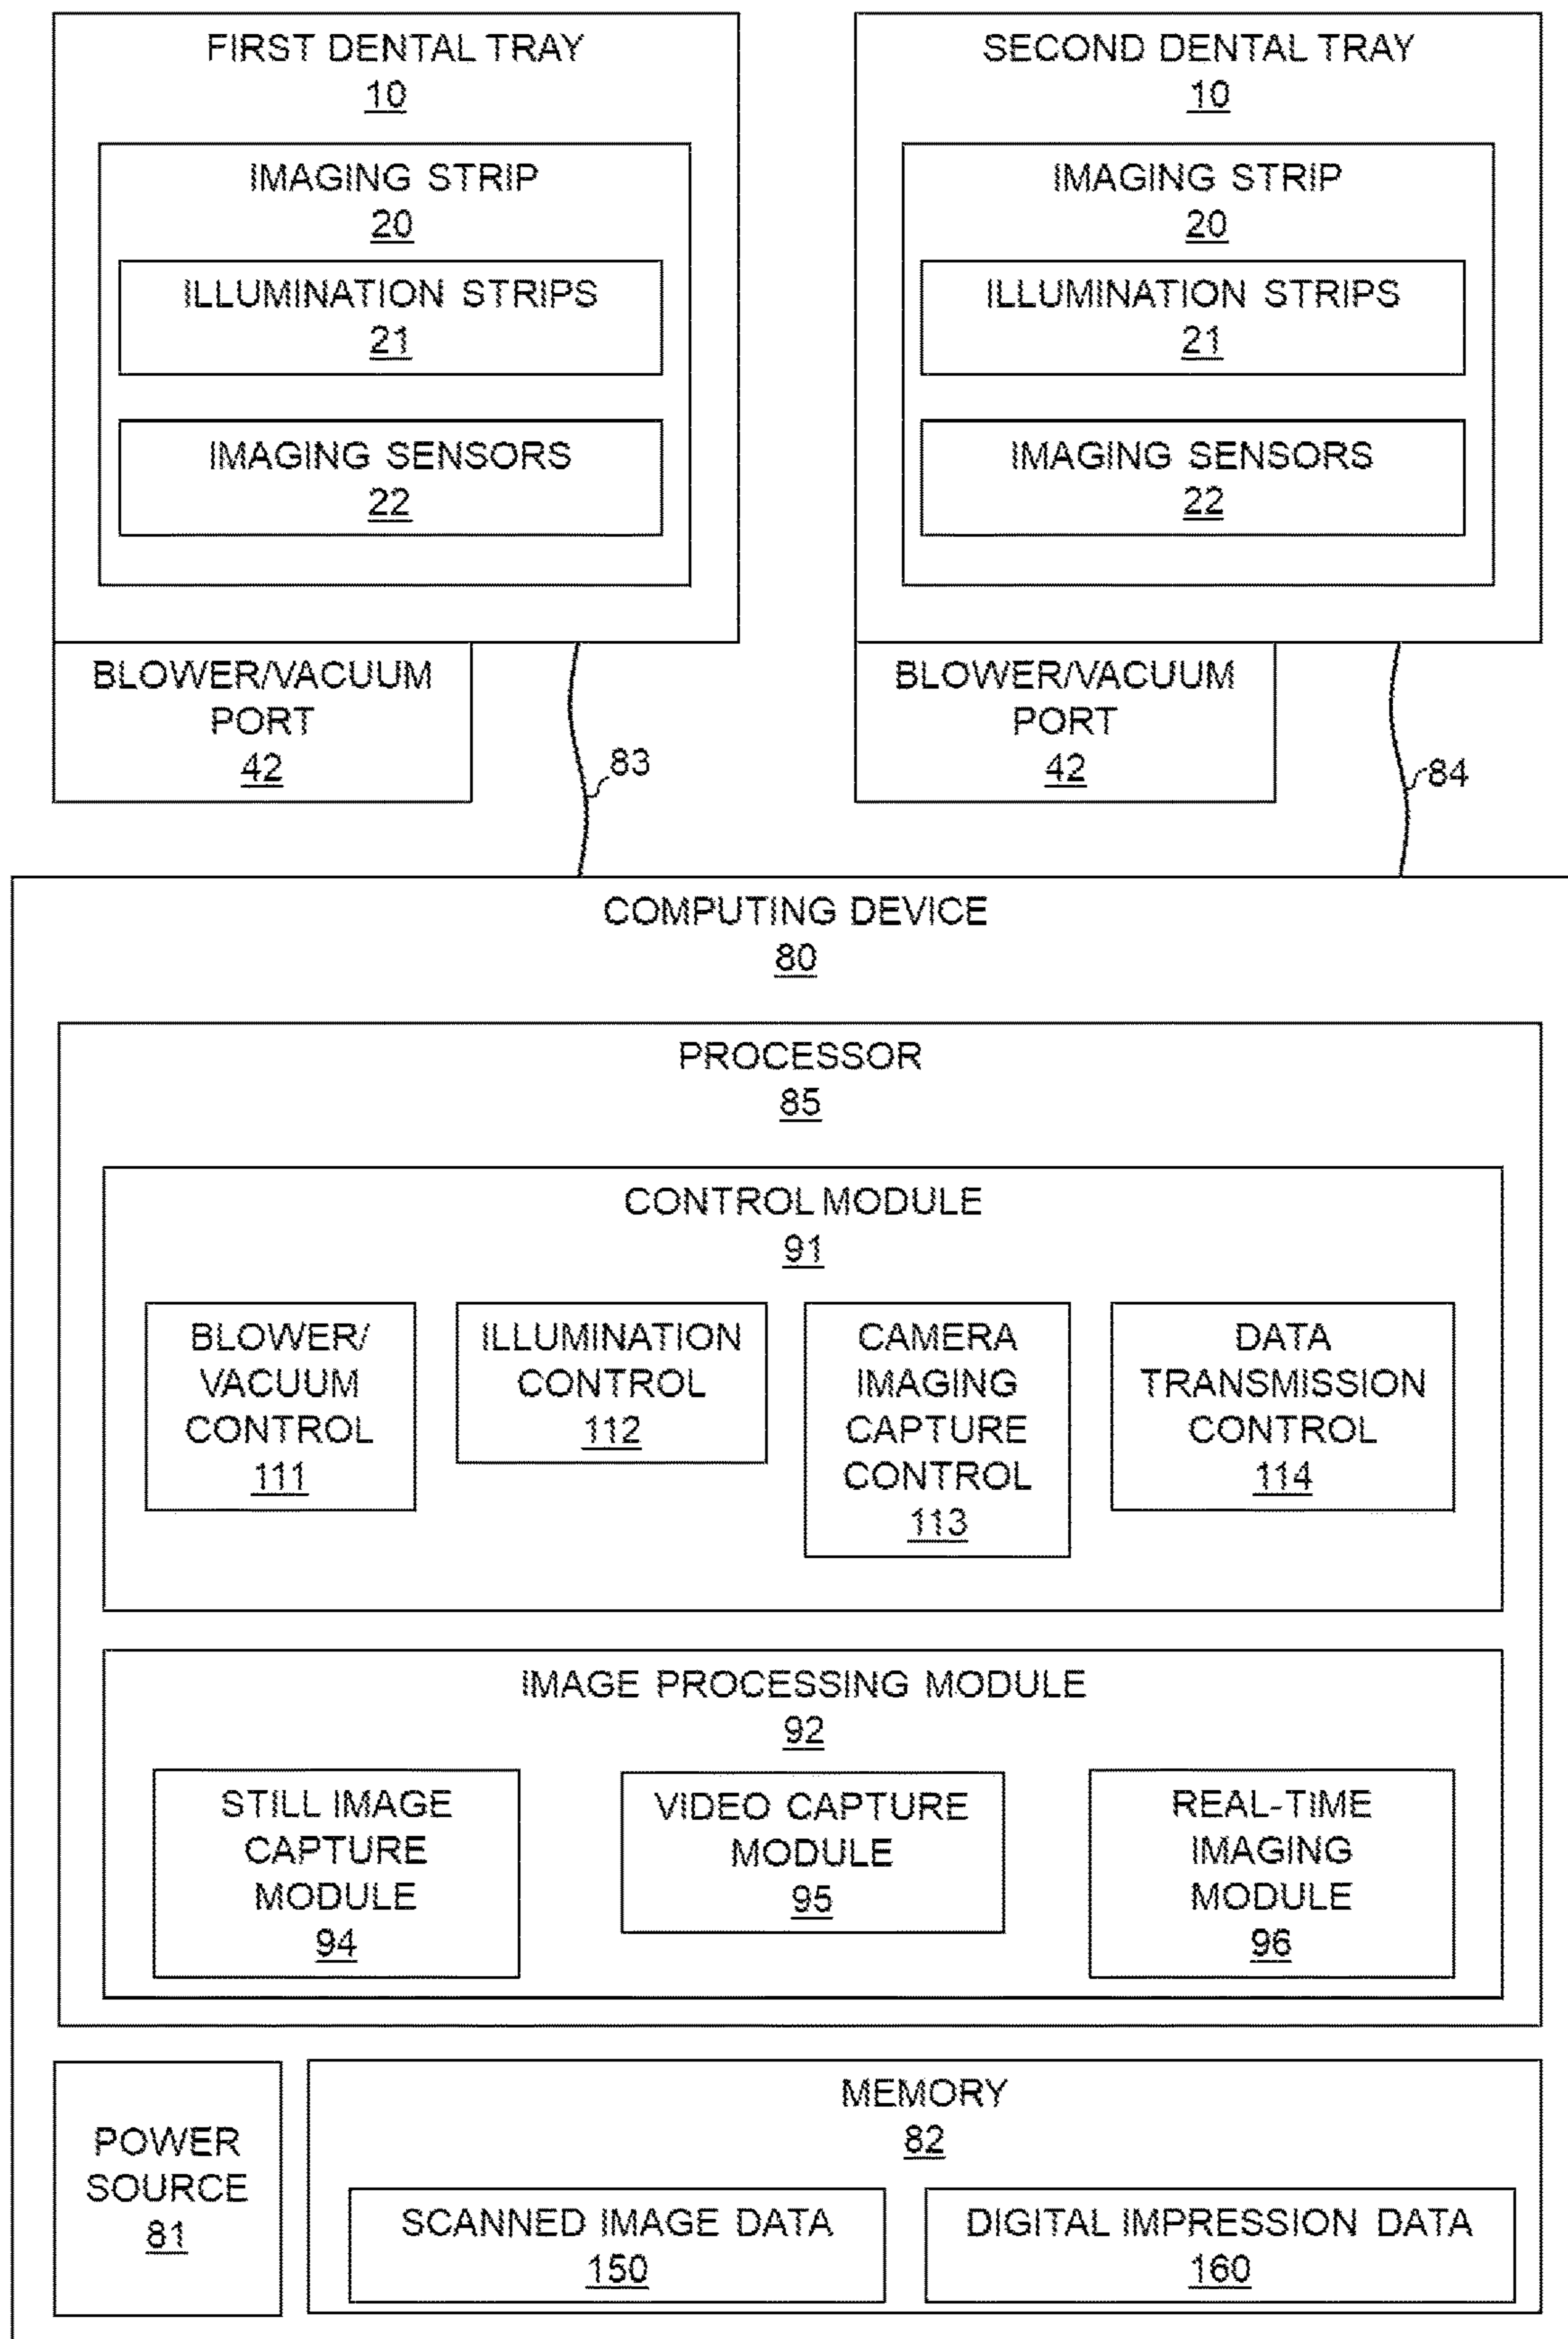 FIRST DENTAL TRAY
10
IMAGING STRIP
20
ILLUMINATION STRIPS
21
IMAGING SENSORS
22
BLOWER/VACUUM
PORT
42
83
SECOND DENTAL TRAY
10
IMAGING STRIP
20
ILLUMINATION STRIPS
21
IMAGING SENSORS
22
BLOWER/VACUUM
PORT
42
84
COMPUTING DEVICE
80
PROCESSOR
85
CONTROL MODULE
91
BLOWER/
VACUUM
CONTROL
111
ILLUMINATION
CONTROL
112
CAMERA
IMAGING
CAPTURE
CONTROL
113
DATA
TRANSMISSION
CONTROL
114
IMAGE PROCESSING MODULE
92
STILL IMAGE
CAPTURE
MODULE
94
VIDEO CAPTURE
MODULE
95
REAL-TIME
IMAGING
MODULE
96
POWER
SOURCE
81
MEMORY
82
SCANNED IMAGE DATA
150
DIGITAL IMPRESSION DATA
160